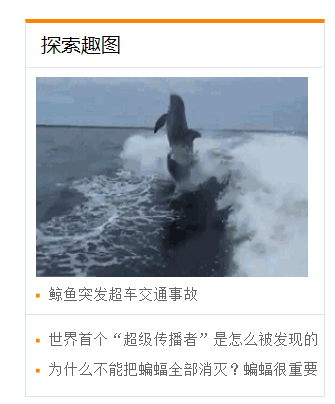 探索趣图
鲸鱼突发超车交通事故
世界首个“超级传播者”是怎么被发现的
为什么不能把蝙蝠全部消灭？蝙蝠很重要